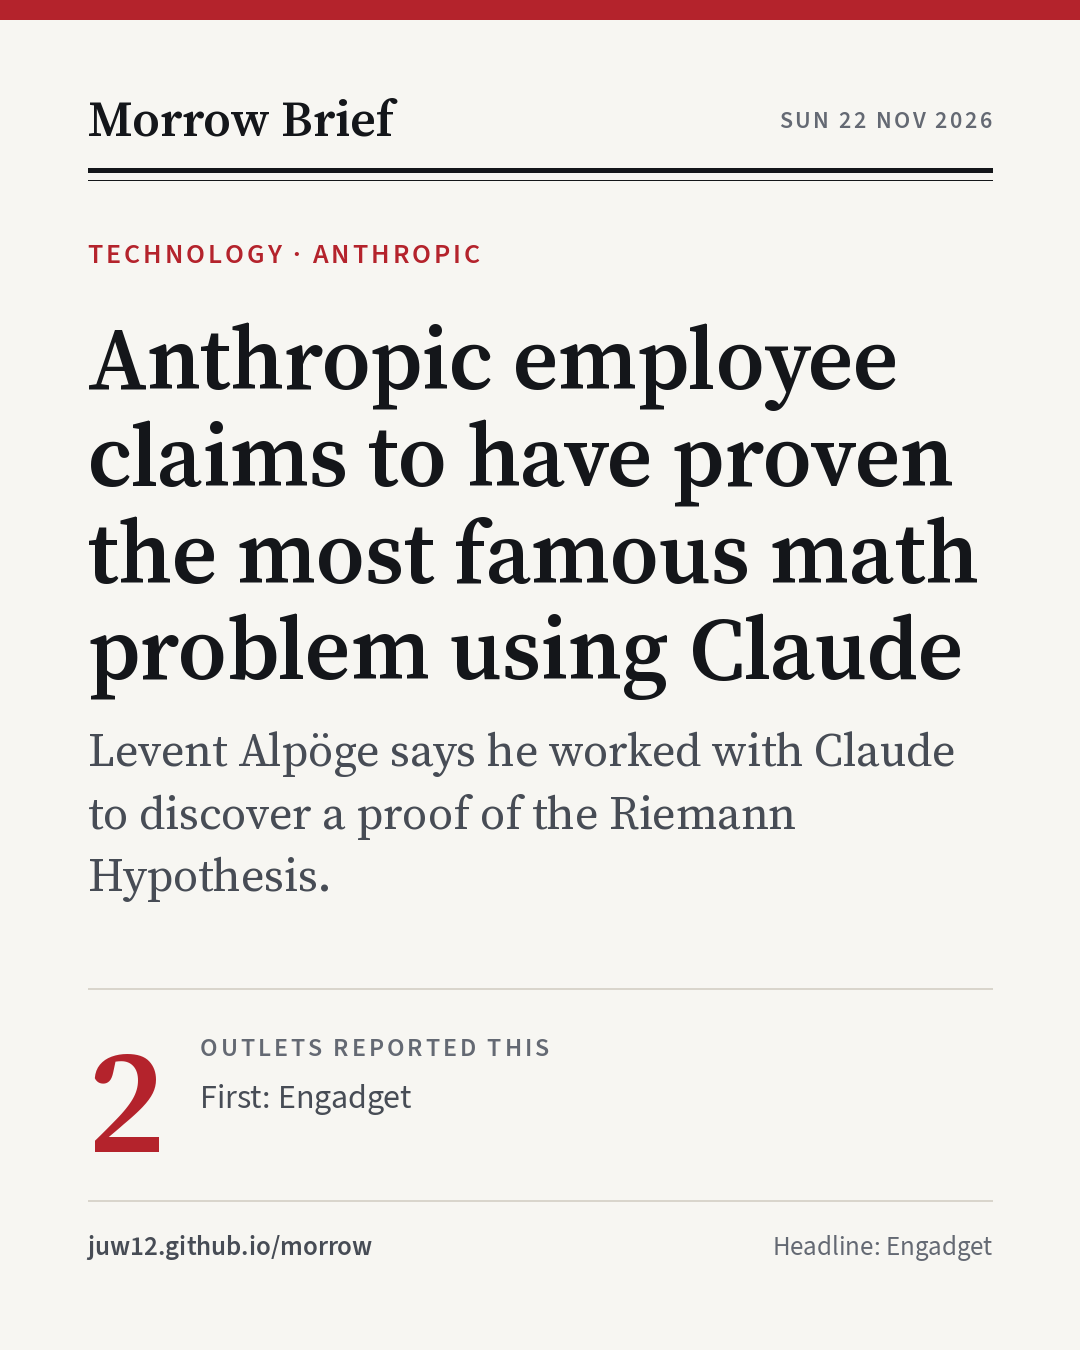 Morrow Brief
SUN 22 NOV 2026
TECHNOLOGY · ANTHROPIC
Anthropic employee
claims to have proven
the most famous math
problem using Claude
Levent Alpöge says he worked with Claude
to discover a proof of the Riemann
Hypothesis.
2
OUTLETS REPORTED THIS
First: Engadget
juw12.github.io/morrow
Headline: Engadget